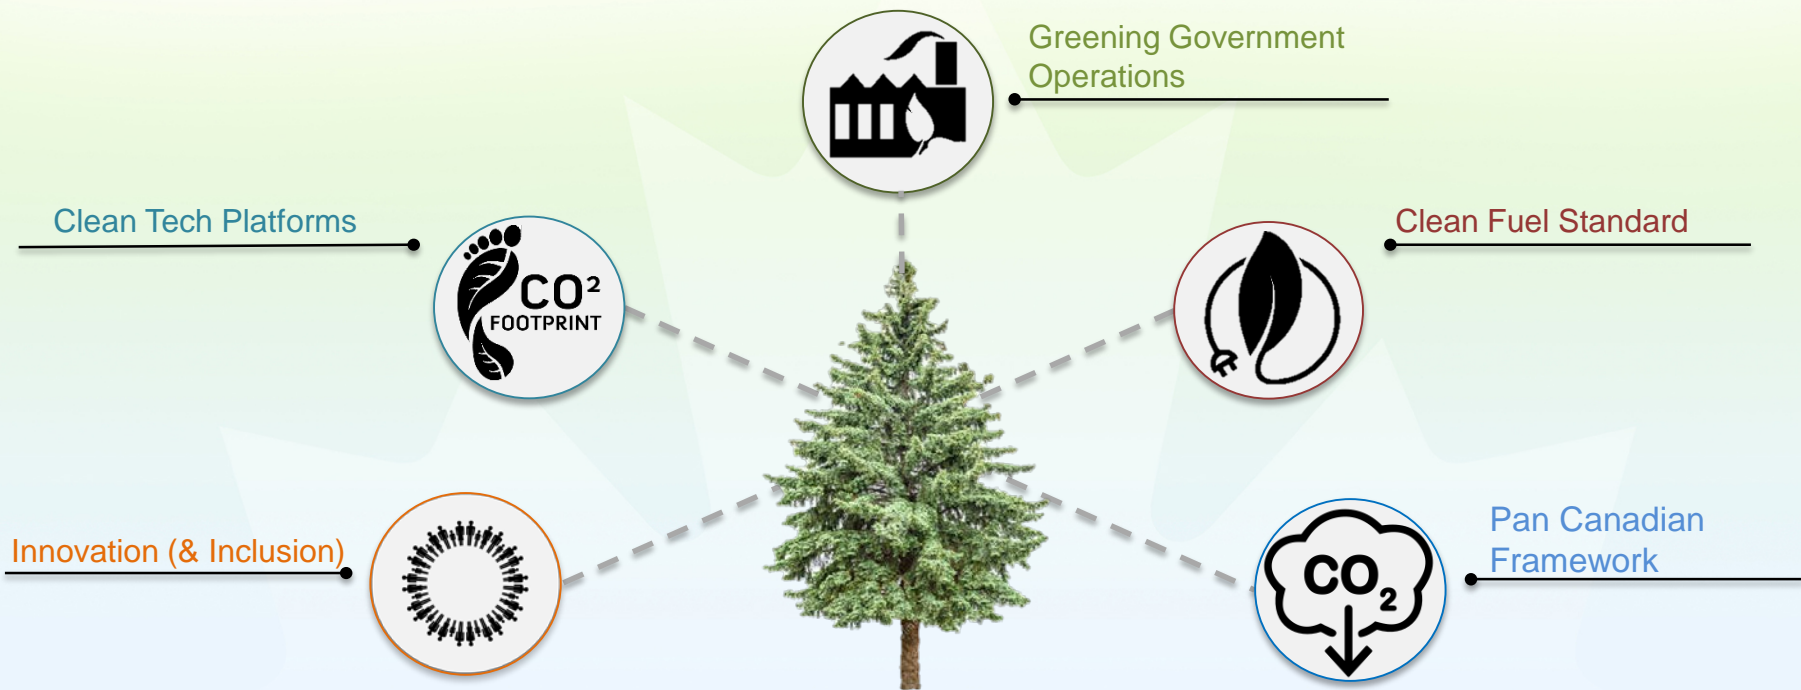 Greening Government
Operations
Clean Tech Platforms
Clean Fuel Standard
CO²
FOOTPRINT
Innovation (& Inclusion)
Pan Canadian
Framework
CO₂